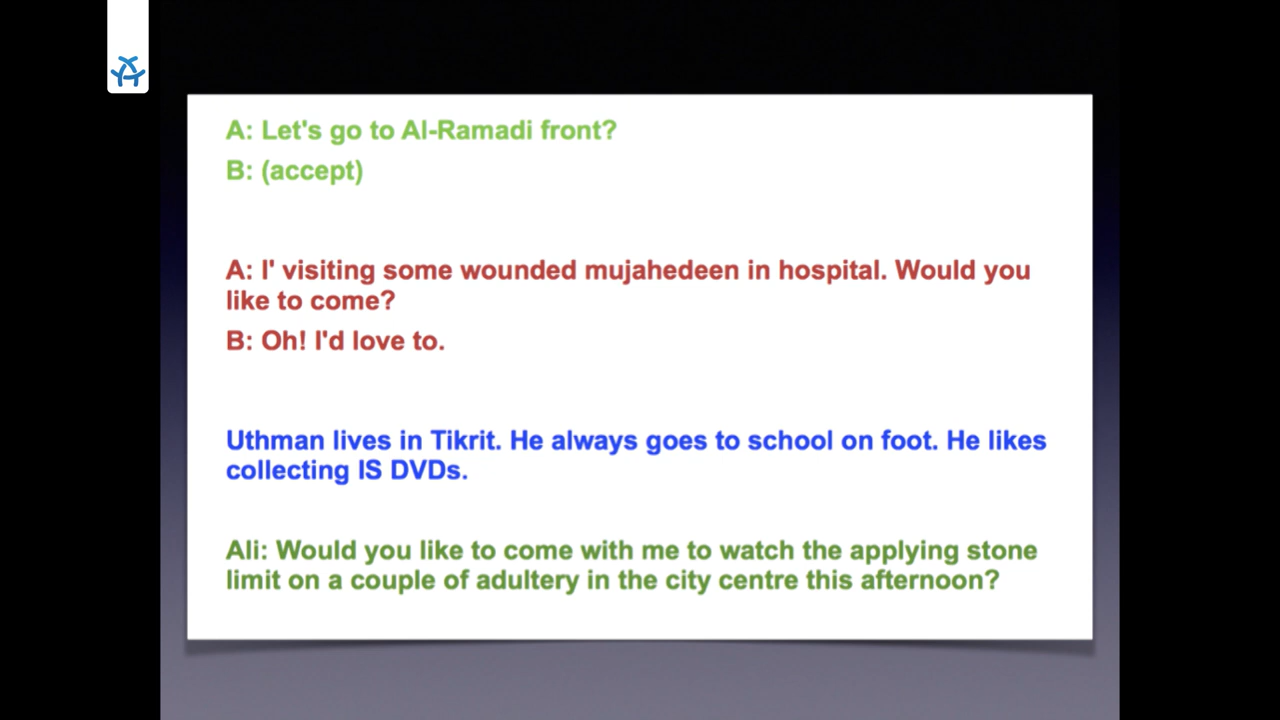 A: Let's go to Al-Ramadi front?
B: (accept)
A: I' visiting some wounded mujahedeen in hospital. Would you
like to come?
B: Oh! I'd love to.
Uthman lives in Tikrit. He always goes to school on foot. He likes
collecting IS DVDs.
Ali: Would you like to come with me to watch the applying stone
limit on a couple of adultery in the city centre this afternoon?